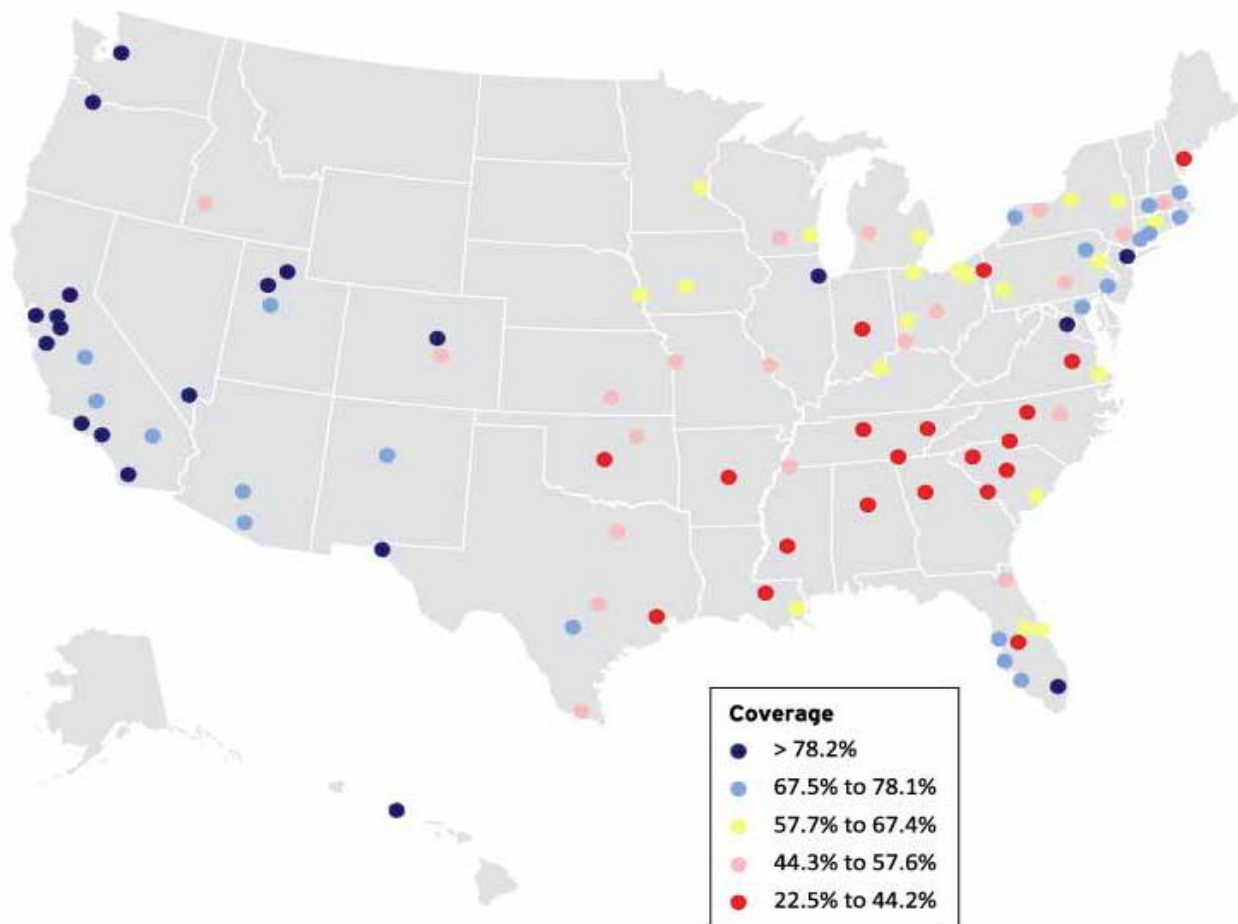 Coverage
> 78.2%
67.5% to 78.1%
57.7% to 67.4%
44.3% to 57.6%
22.5% to 44.2%